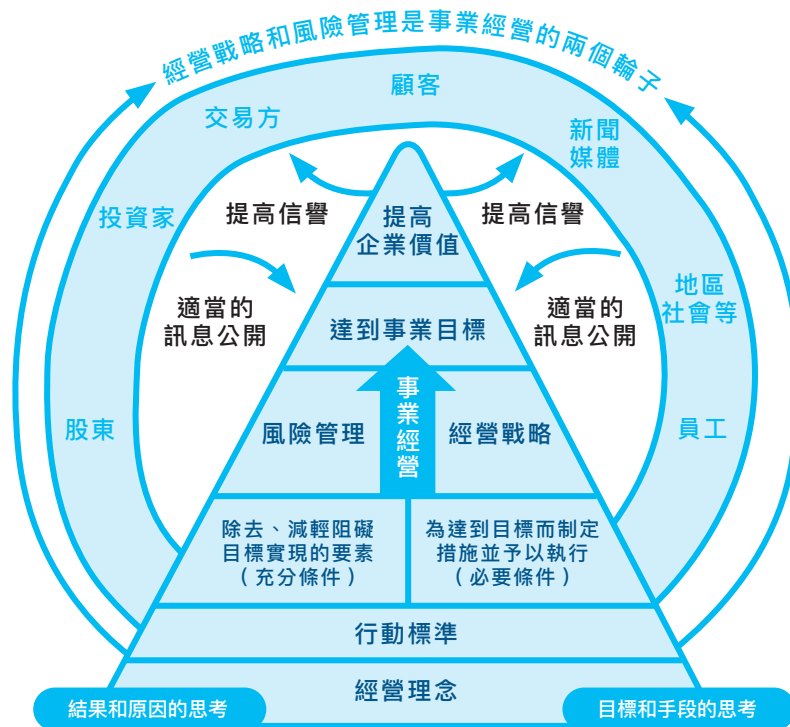 經營戰略和風險管理是事業經營的兩個輪子
顧客
交易方
新聞
媒體
投資家
提高信譽
提高
企業價值
提高信譽
適當的
訊息公開
達到事業目標
適當的
訊息公開
地區
社會等
股東
風險管理
事業經營
經營戰略
員工
除去、減輕阻礙
目標實現的要素
(充分條件)
為達到目標而制定
措施並予以執行
(必要條件)
行動標準
經營理念
結果和原因的思考
目標和手段的思考